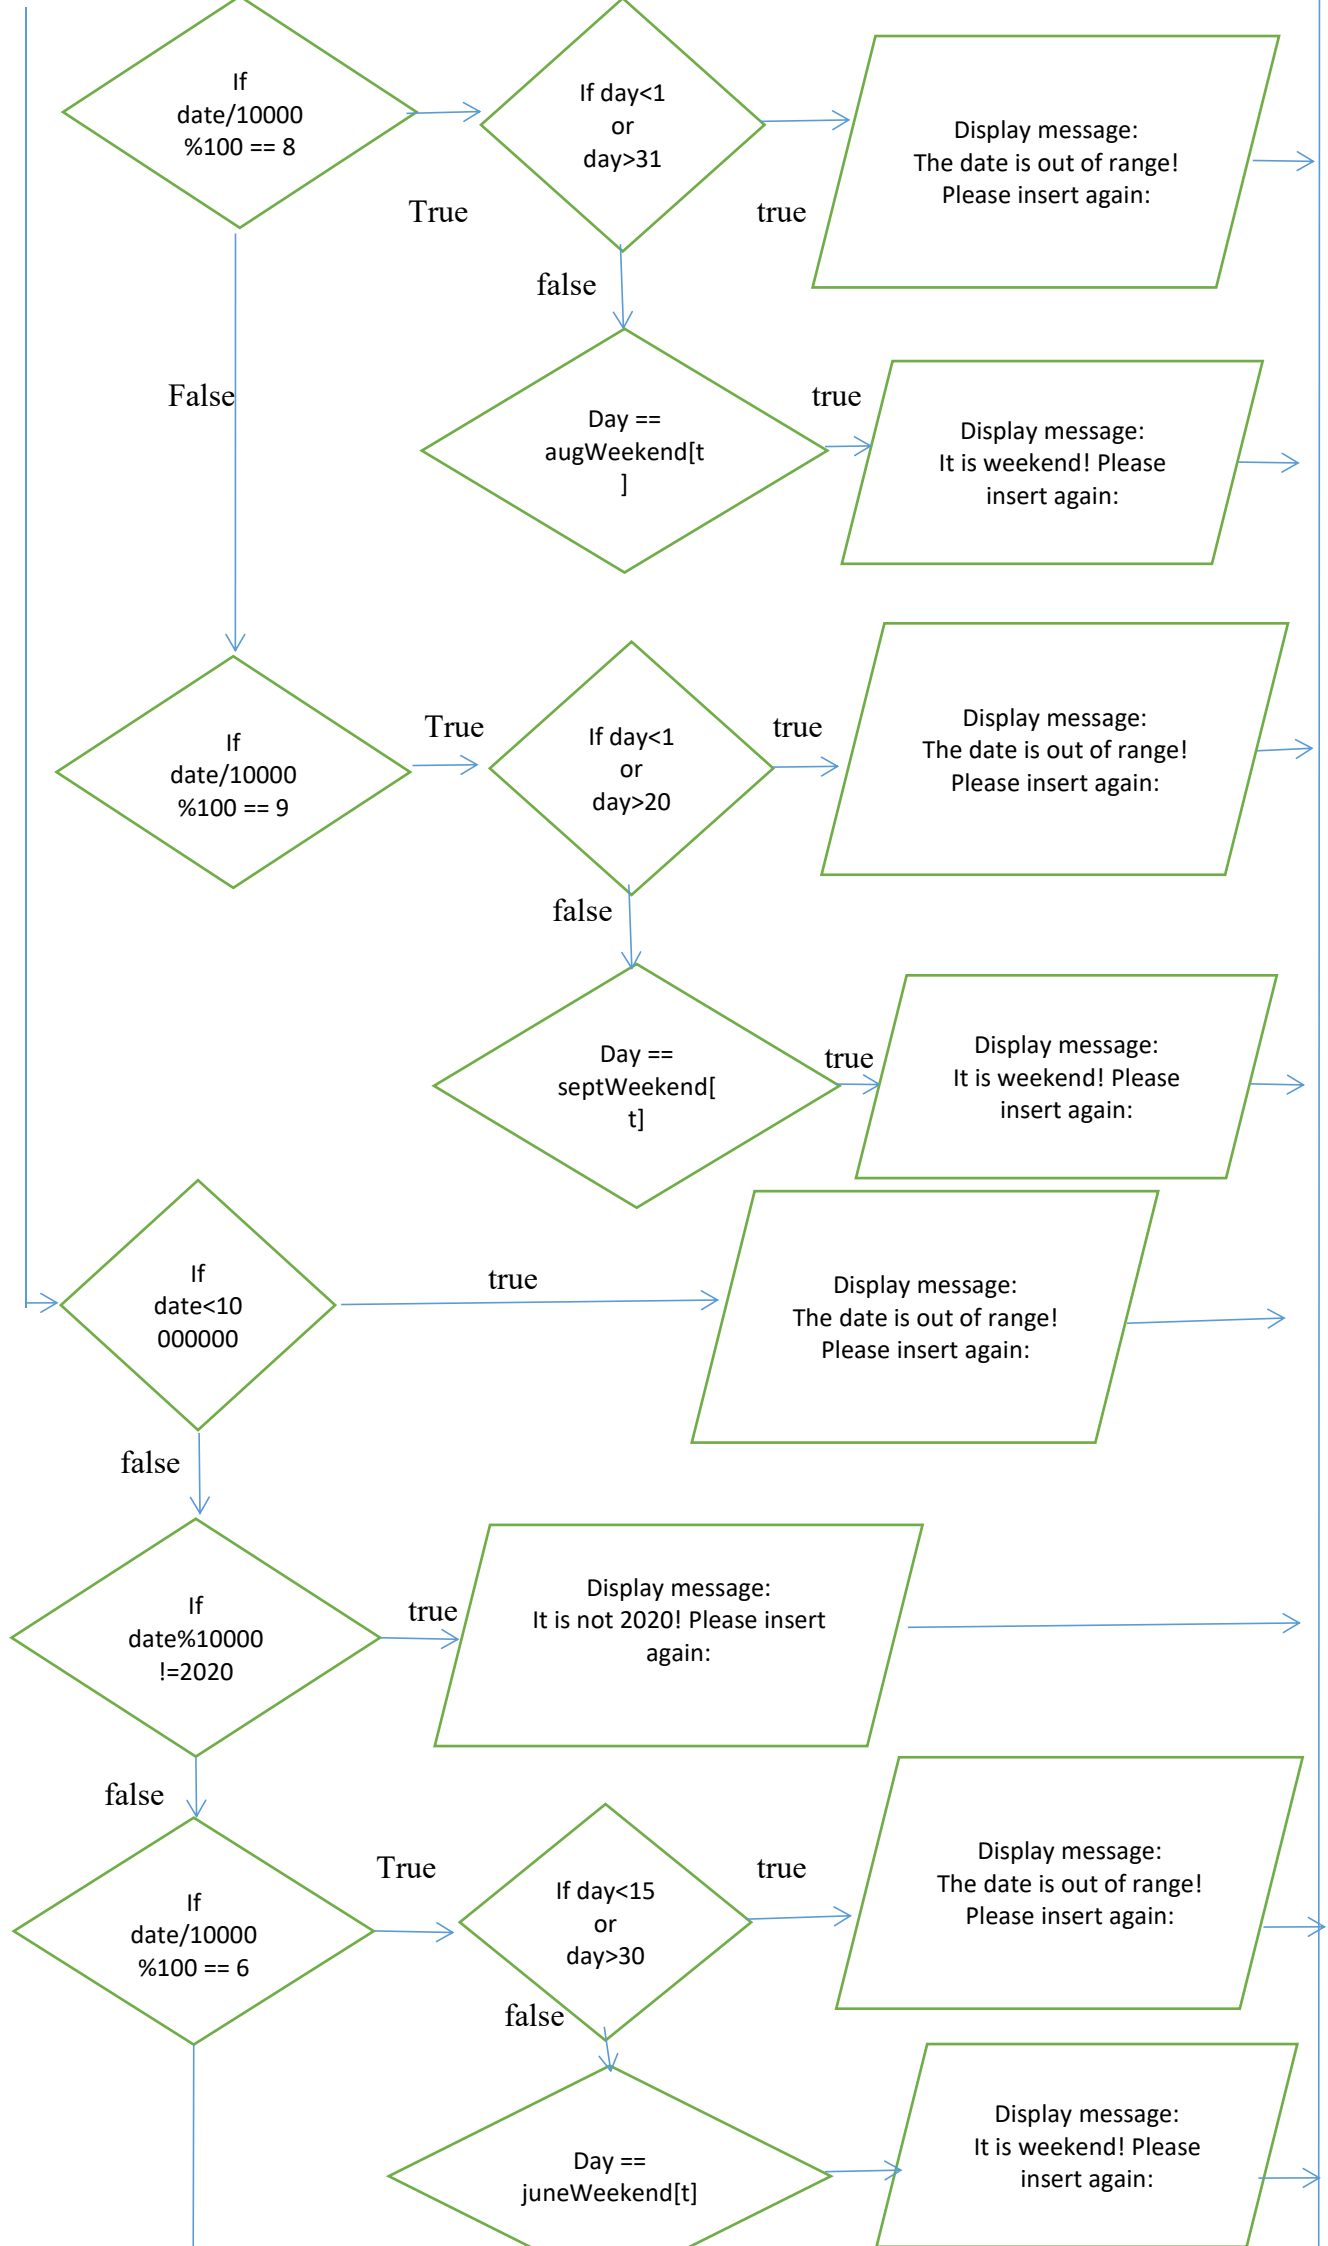 If
date/10000
%100 == 8
True
If day<1
or
day>31
true
Display message:
The date is out of range!
Please insert again:
false
False
Day ==
augWeekend[t
]
true
Display message:
It is weekend! Please
insert again:
If
date/10000
%100 == 9
True
If day<1
or
day>20
true
Display message:
The date is out of range!
Please insert again:
false
Day ==
septWeekend[
t]
true
Display message:
It is weekend! Please
insert again:
If
date<10
000000
true
Display message:
The date is out of range!
Please insert again:
false
If
date%10000
!=2020
true
Display message:
It is not 2020! Please insert
again:
false
If
date/10000
%100 == 6
True
If day<15
or
day>30
true
Display message:
The date is out of range!
Please insert again:
false
Day ==
juneWeekend[t]
Display message:
It is weekend! Please
insert again: